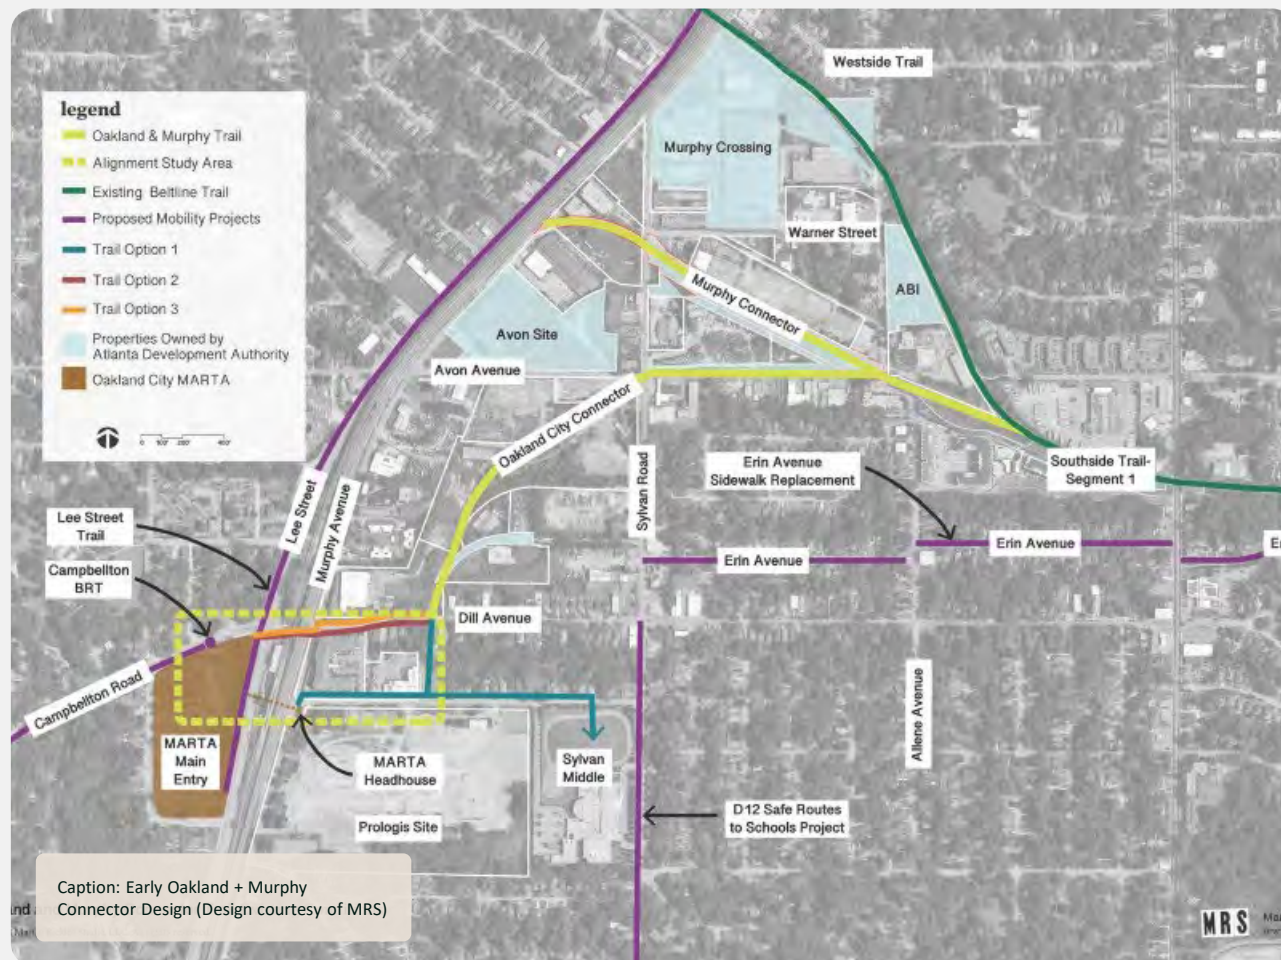 legend
Oakland & Murphy Trail
Alignment Study Area
Existing Beltline Trail
Proposed Mobility Projects
Trail Option 1
Trail Option 2
Trail Option 3
Properties Owned by
Atlanta Development Authority
Oakland City MARTA
Westside Trail
Murphy Crossing
Warner Street
ABI
Murphy Connector
Avon Site
Avon Avenue
Oakland City Connector
Sylvan Road
Southside Trail-
Segment 1
Erin Avenue
Sidewalk Replacement
Erin Avenue
Erin Avenue
Lee Street
Murphy Avenue
Lee Street
Trail
Campbellton
BRT
Dill Avenue
Campbellton Road
MARTA
Main
Entry
MARTA
Headhouse
Sylvan
Middle
Allene Avenue
Prologis Site
D12 Safe Routes
to Schools Project
Caption: Early Oakland + Murphy
Connector Design (Design courtesy of MRS)
MRS